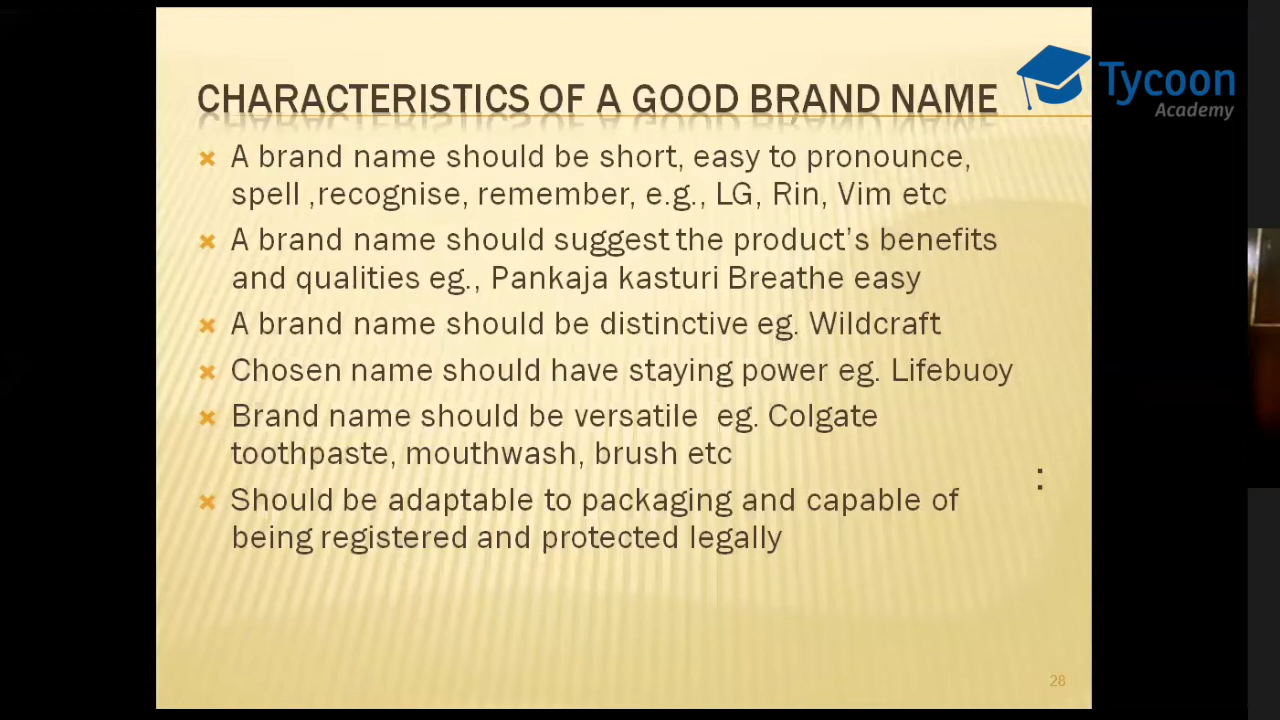 Tycoon
Academy
CHARACTERISTICS OF A GOOD BRAND NAME
A brand name should be short, easy to pronounce,
spell ,recognise, remember, e.g., LG, Rin, Vim etc
A brand name should suggest the product's benefits
and qualities eg., Pankaja kasturi Breathe easy
A brand name should be distinctive eg. Wildcraft
Chosen name should have staying power eg. Lifebuoy
Brand name should be versatile  eg. Colgate
toothpaste, mouthwash, brush etc
:
Should be adaptable to packaging and capable of
being registered and protected legally
28